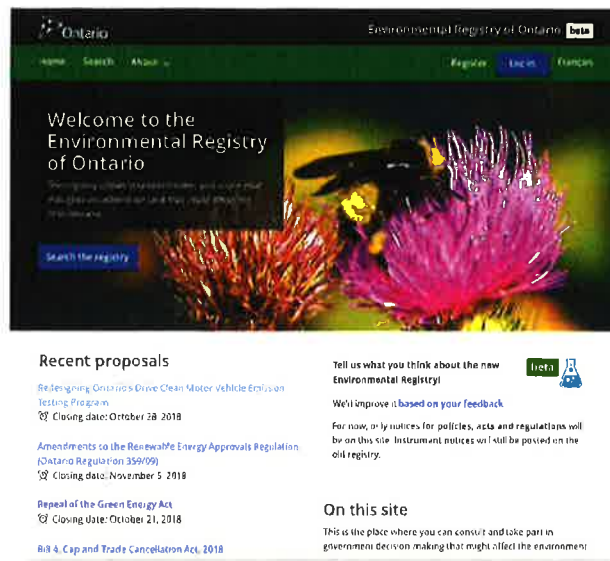 Ontario
Environmental Registry of Ontario beta
Home Search About
Register Log in Français
Welcome to the
Environmental Registry
of Ontario
Search the registry
Recent proposals
Redesigning Ontario's Drive Clean Motor Vehicle Emission
Testing Program
Closing date: October 28, 2018
Amendments to the Renewable Energy Approvals Regulation
(Ontario Regulation 359/09)
Closing date: November 5, 2018
Repeal of the Green Energy Act
Closing date: October 21, 2018
Bill 4, Cap and Trade Cancellation Act, 2018
Tell us what you think about the new
Environmental Registry!
beta
We'll improve it based on your feedback
For now, only notices for policies, acts and regulations will
be on this site. Instrument notices will still be posted on the
old registry.
On this site
This is the place where you can consult and take part in
government decision making that might affect the environment